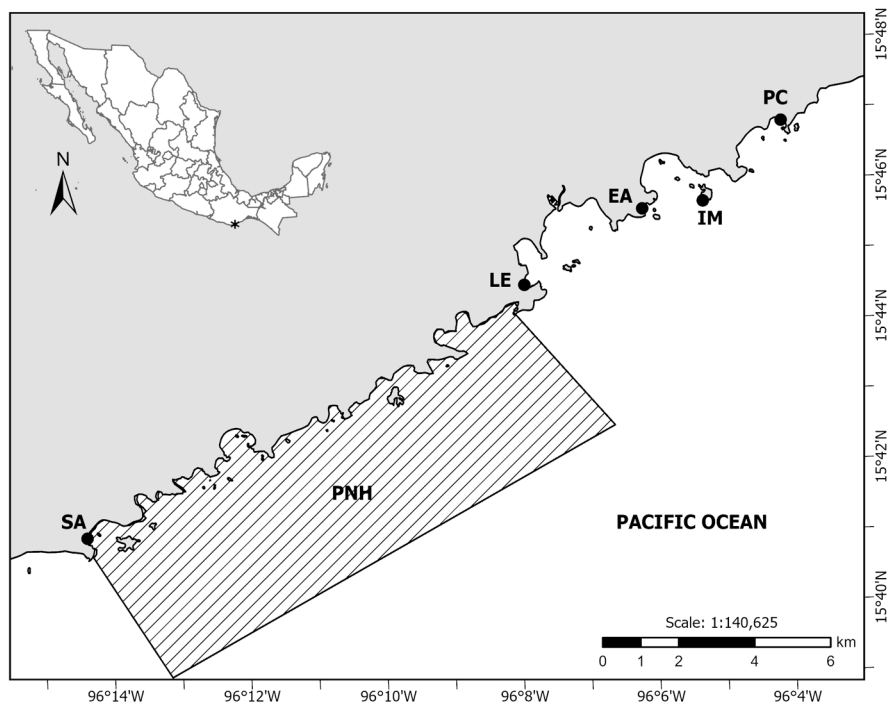 N
*
PC
EA
IM
LE
PNH
SA
PACIFIC OCEAN
Scale: 1:140,625
km
0 1 2 4 6
15°48'N
15°46'N
15°44'N
15°42'N
15°40'N
96°14'W 96°12'W 96°10'W 96°8'W 96°6'W 96°4'W